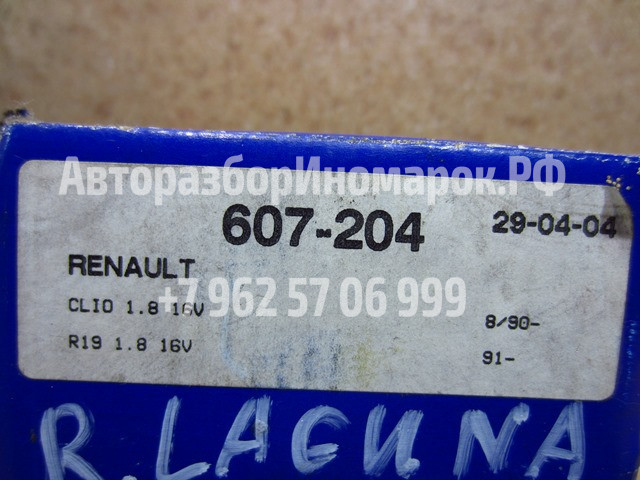 АвторазборИномарок.РФ
607-204 29-04-04
RENAULT
+7 962 57 06 999
CLIO 1.8 16V 8/90-
R19 1.8 16V 91-
R. LAGUNA